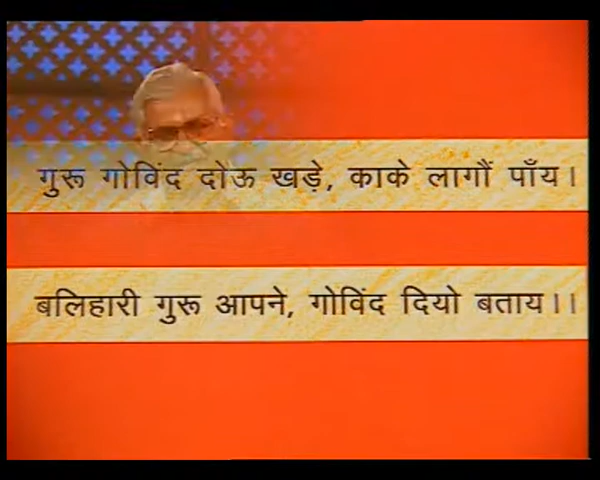 गुरू गोविंद दोऊ खड़े, काके लागौं पाँय।
बलिहारी गुरू आपने, गोविंद दियो बताय।।